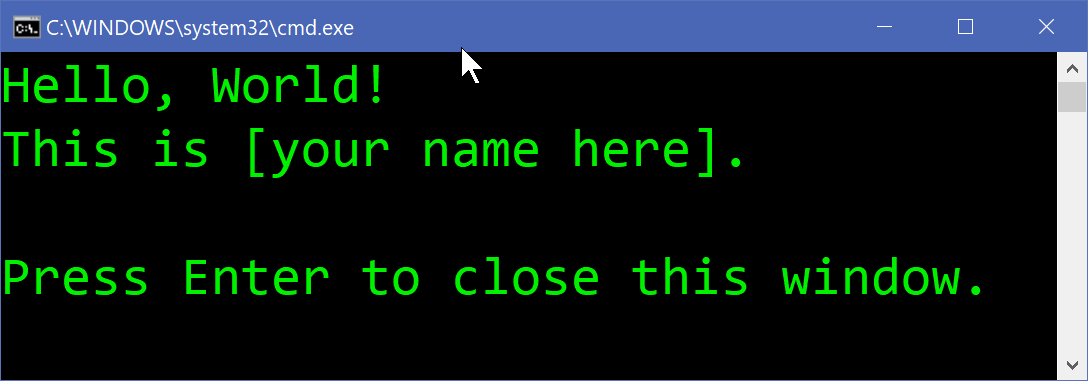 C:\WINDOWS\system32\cmd.exe
Hello, World!
This is [your name here].
Press Enter to close this window.